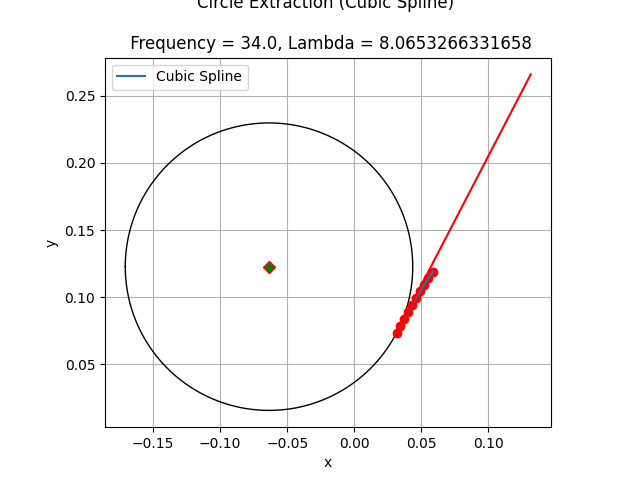 Circle Extraction (Cubic Spline)
Frequency = 34.0, Lambda = 8.0653266331658
Cubic Spline
0.25
0.20
0.15
0.10
0.05
y
−0.15
−0.10
−0.05
0.00
0.05
0.10
x